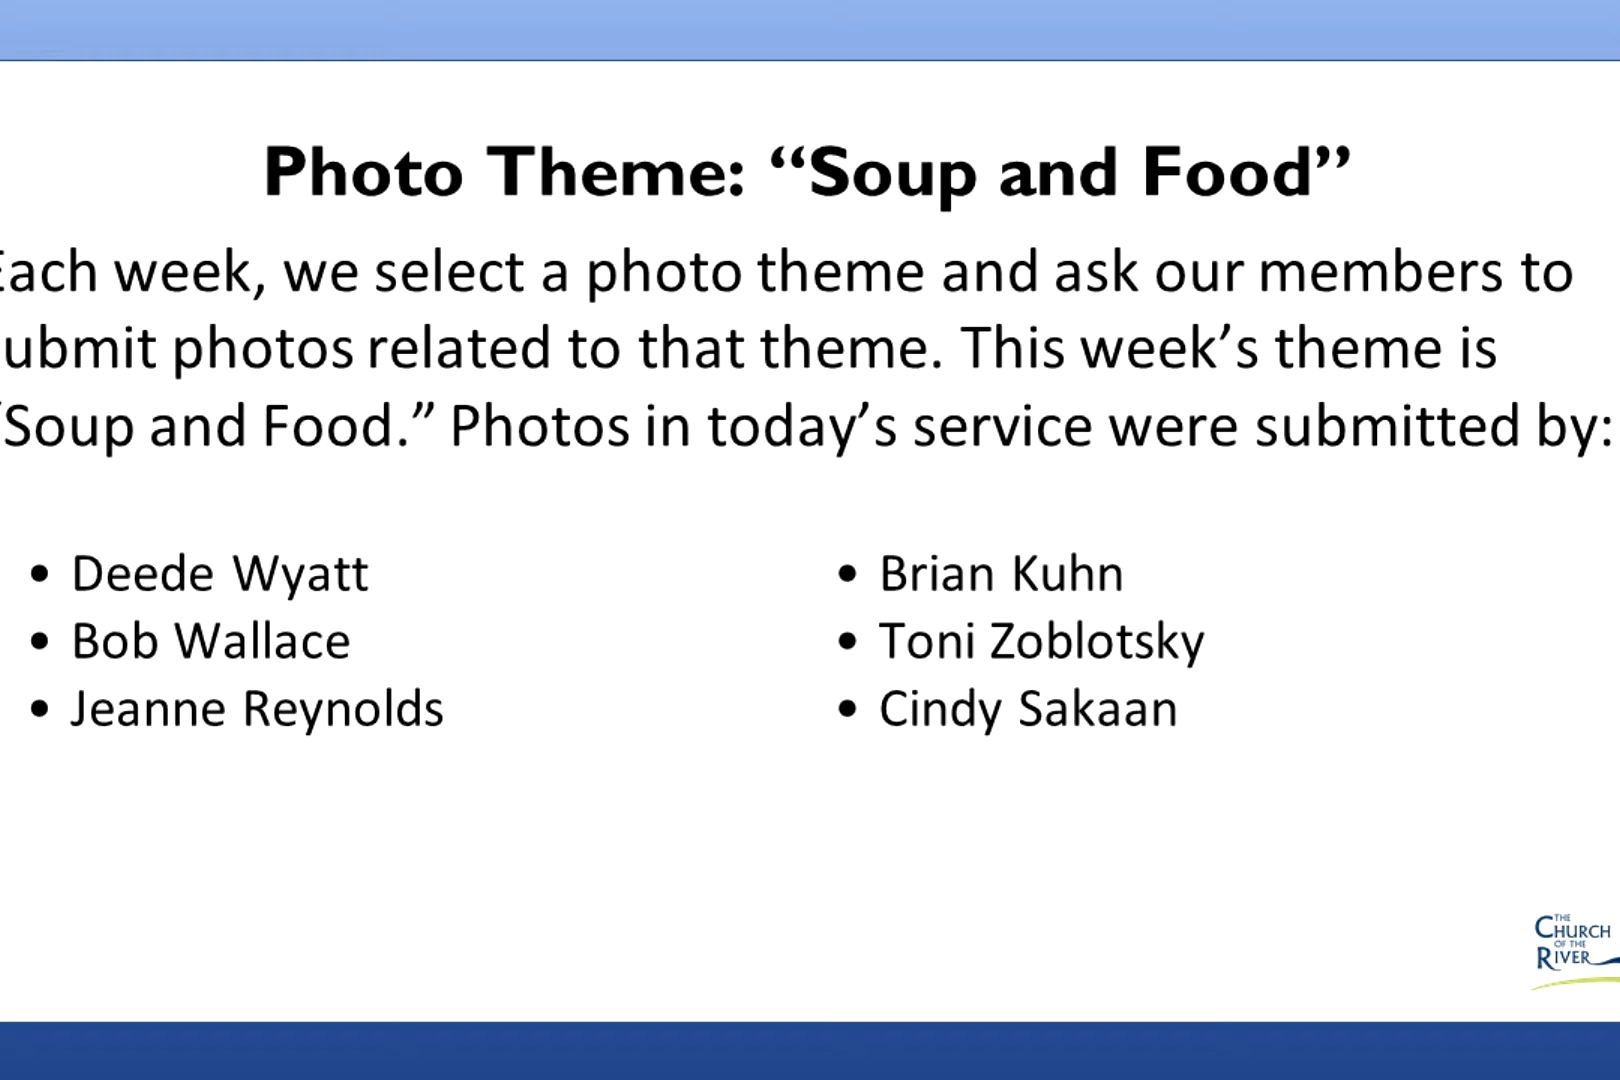 Photo Theme: “Soup and Food”
Each week, we select a photo theme and ask our members to
submit photos related to that theme. This week’s theme is
“Soup and Food.” Photos in today’s service were submitted by:
• Deede Wyatt
• Bob Wallace
• Jeanne Reynolds
• Brian Kuhn
• Toni Zoblotsky
• Cindy Sakaan
THE
CHURCH
OF THE
RIVER